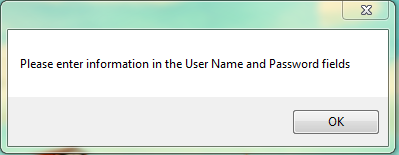 Please enter information in the User Name and Password fields
OK